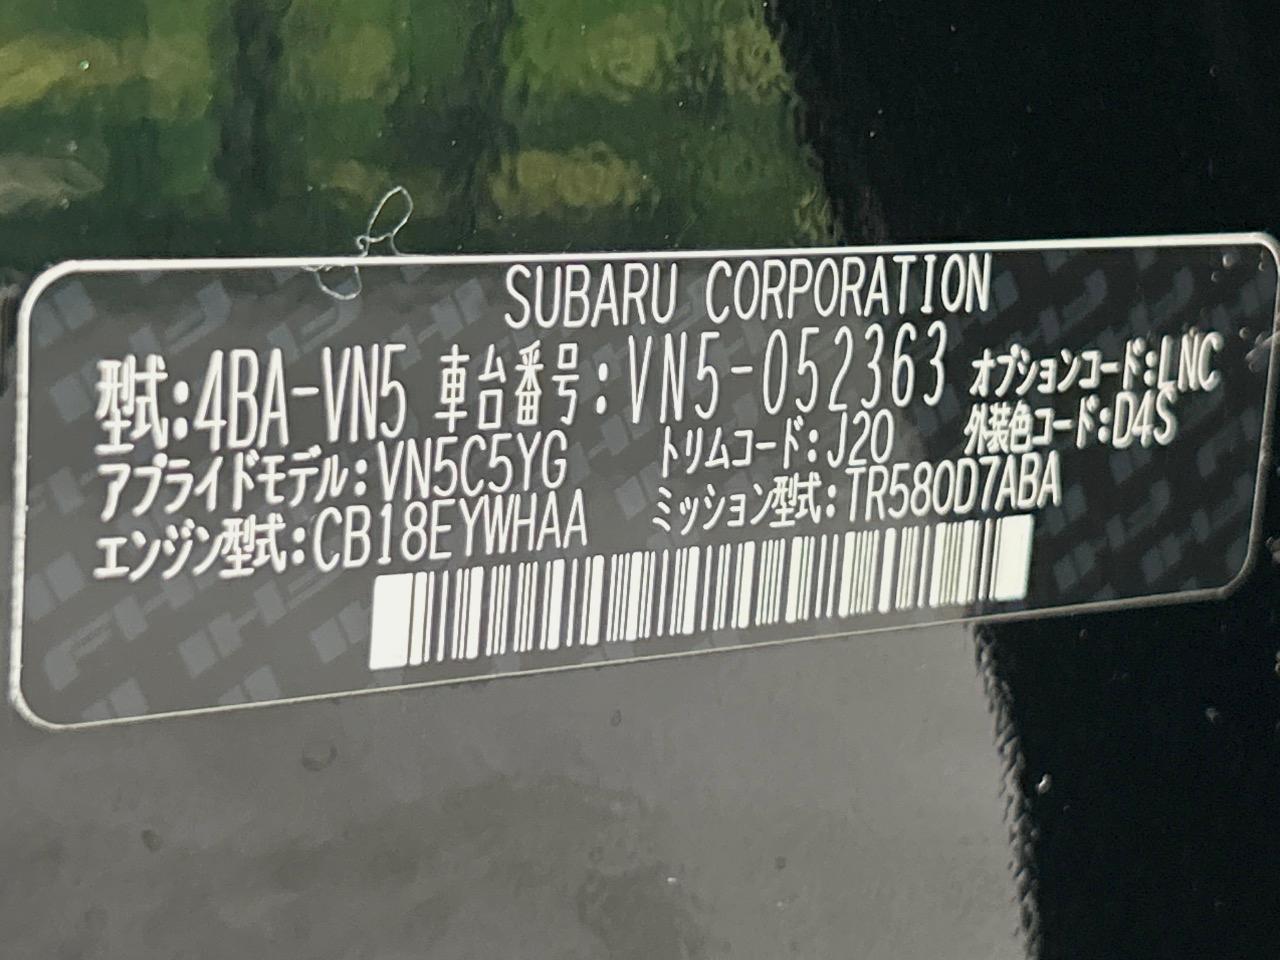 SUBARU CORPORATION
型式:4BA-VN5 車台番号:VN5-052363 オプションコード:LNC
アプライドモデル:VN5C5YG トリムコード:J20 外装色コード:D4S
エンジン型式:CB18EYWHAA ミッション型式:TR580D7ABA